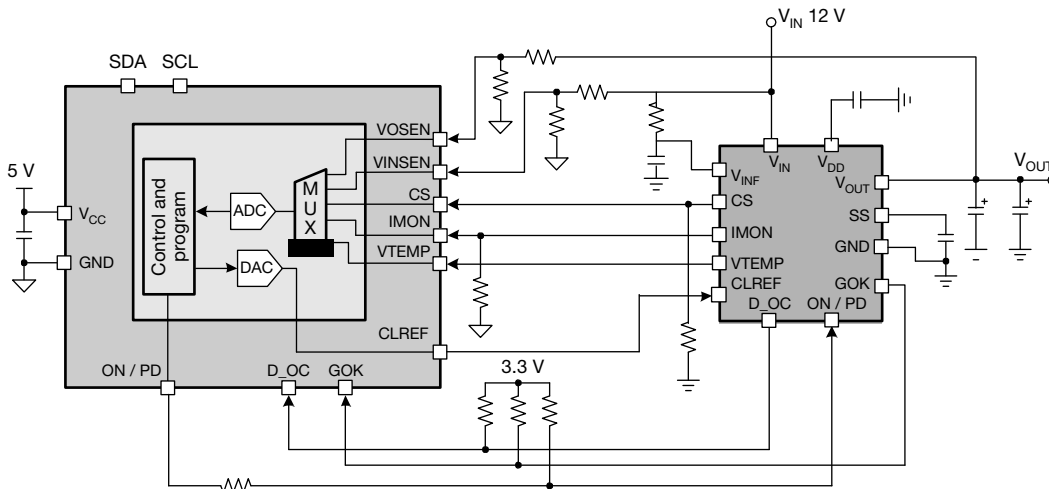 V_IN 12 V
SDA SCL
VOSEN
VINSEN
CS
IMON
VTEMP
CLREF
5 V
V_CC
GND
Control and program
ADC
DAC
MUX
ON / PD
D_OC
GOK
3.3 V
V_IN
V_DD
V_INF
CS
IMON
VTEMP
CLREF
D_OC
ON / PD
V_OUT
SS
GND
GOK
V_OUT
+
+